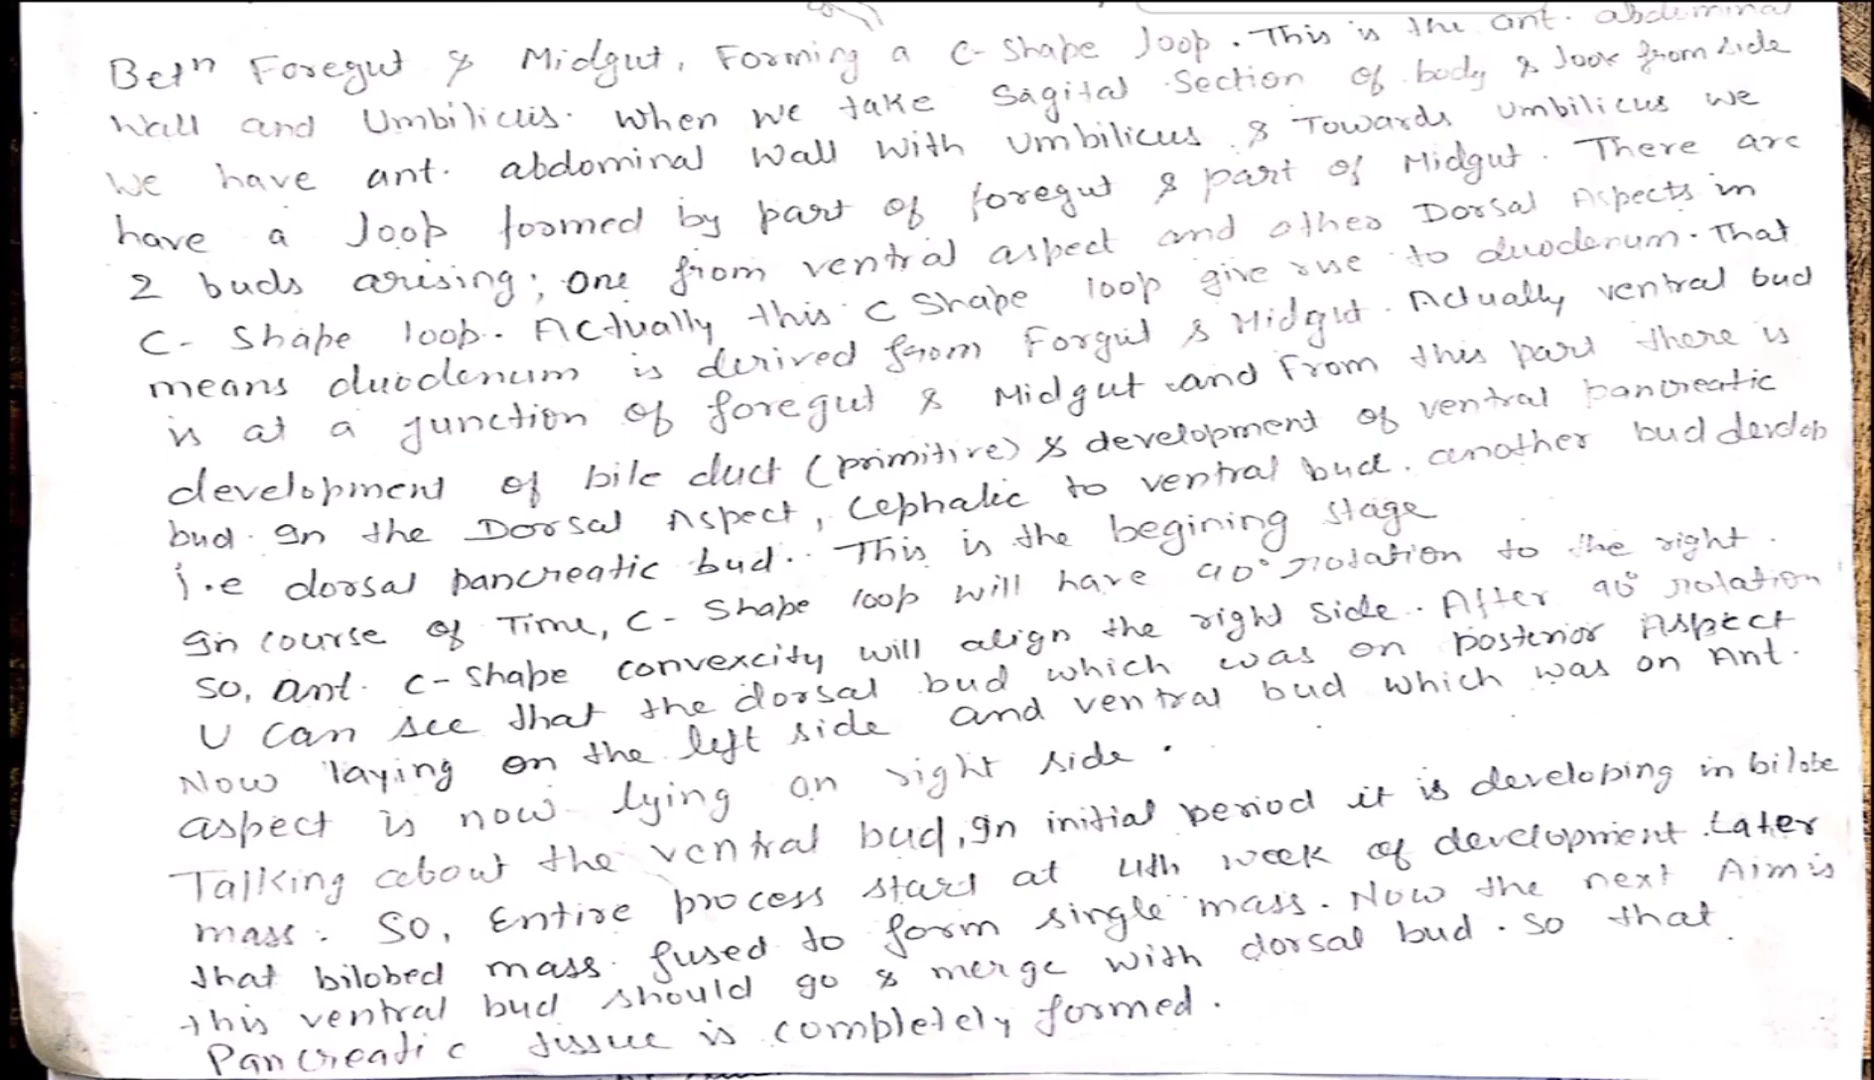 Betⁿ Foregut & Midgut, Forming a C-Shape loop. This is the ant. abdominal
Wall and Umbilicus. When we take Sagital Section of body & look from side
We have ant. abdominal Wall With Umbilicus & Towards Umbilicus we
have a loop formed by part of foregut & part of Midgut. There are
2 buds arising; one from ventral aspect and other Dorsal Aspects in
C-Shape loop. Actually this C Shape loop give rise to duodenum. That
means duodenum is derived from Forgut & Midgut. Actually ventral bud
is at a junction of foregut & Midgut and From this part there is
development of bile duct (primitive) & development of ventral pancreatic
bud. In the Dorsal Aspect, Cephalic to ventral bud. another bud develop
i.e dorsal pancreatic bud. This is the begining stage
In course of Time, C-Shape loop will have 90° rotation to the right.
So, ant. C-Shape convexcity will align the right side. After 90° rotation
U can see that the dorsal bud which was on posterior Aspect
Now laying on the left side and ventral bud which was on Ant.
aspect is now lying on right side.
Talking about the ventral bud, In initial period it is developing in bilobe
mass. So, Entire process start at 4th week of development. Later
that bilobed mass fused to form single mass. Now the next Aim is
this ventral bud should go & merge with dorsal bud. So that
Pancreatic tissue is completely formed.